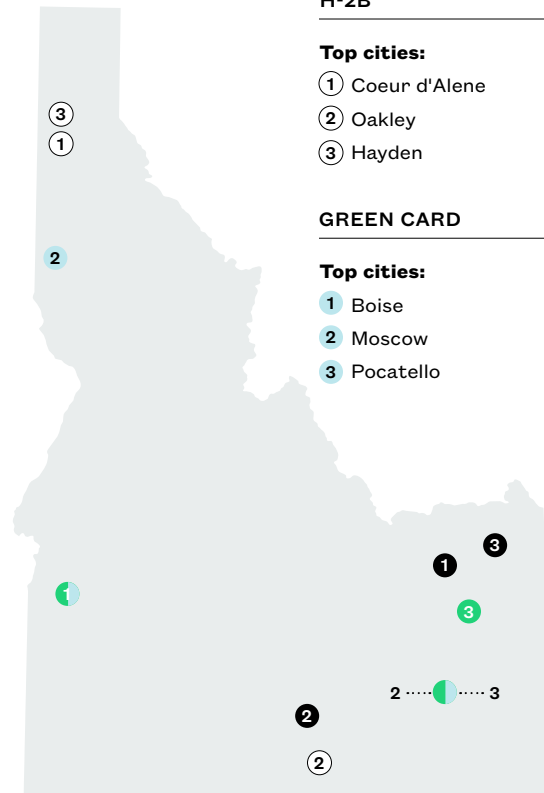 H-2B
Top cities:
1 Coeur d'Alene
2 Oakley
3 Hayden
GREEN CARD
Top cities:
1 Boise
2 Moscow
3 Pocatello
3
1
2
3
1
1
3
2 3
2
2